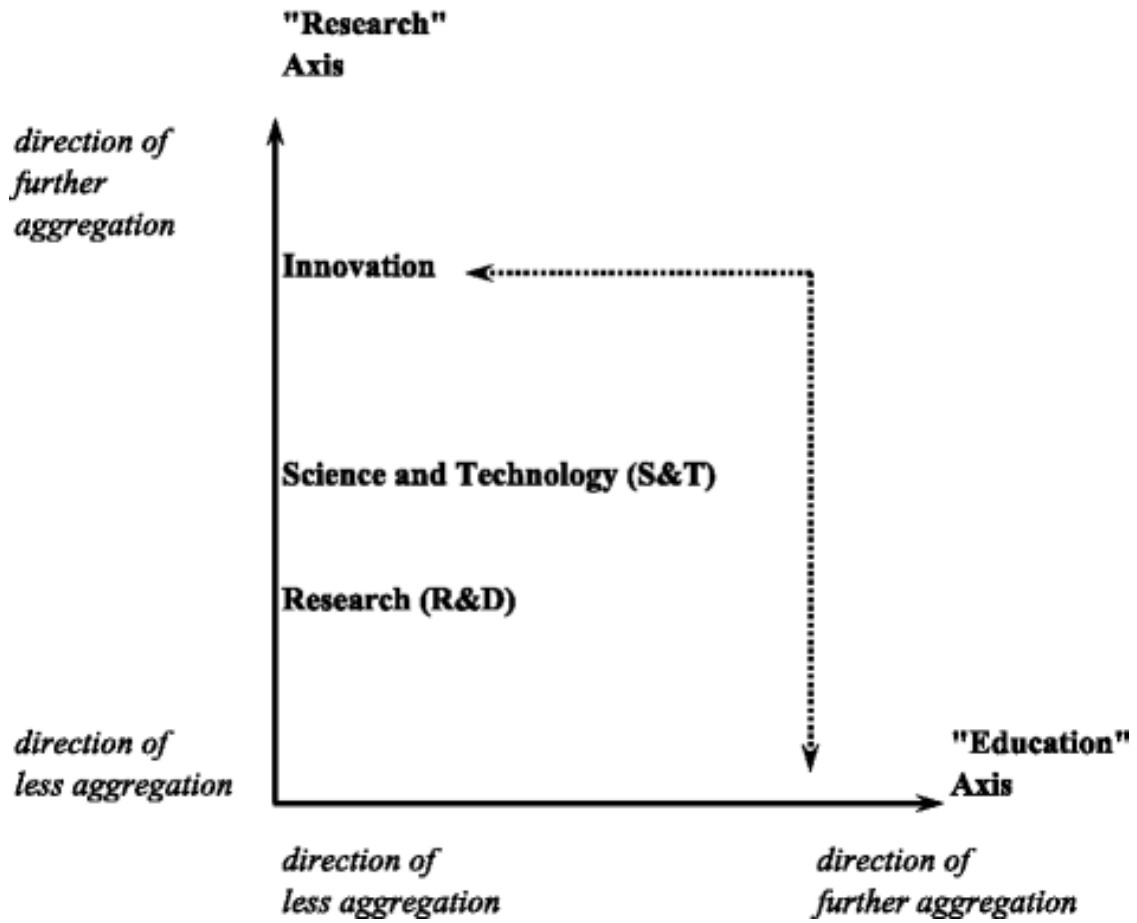 "Research"
Axis
direction of
further
aggregation
Innovation
Science and Technology (S&T)
Research (R&D)
direction of
less aggregation
"Education"
Axis
direction of
less aggregation
direction of
further aggregation